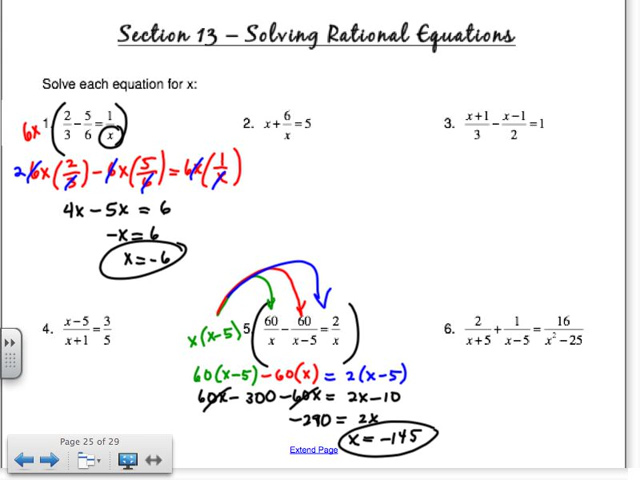 Section 13 – Solving Rational Equations
Solve each equation for x:
6x 1. (2/3 − 5/6 = 1/x)
2 6x(2/3) − 6x(5/6) = 6x(1/x)
4x − 5x = 6
−x = 6
x = −6
2. x + 6/x = 5
3. (x+1)/3 − (x−1)/2 = 1
4. (x−5)/(x+1) = 3/5
x(x−5) 5. (60/x − 60/(x−5) = 2/x)
60(x−5) − 60(x) = 2(x−5)
60x − 300 − 60x = 2x − 10
−290 = 2x
x = −145
6. 2/(x+5) + 1/(x−5) = 16/(x² − 25)
Extend Page
Page 25 of 29